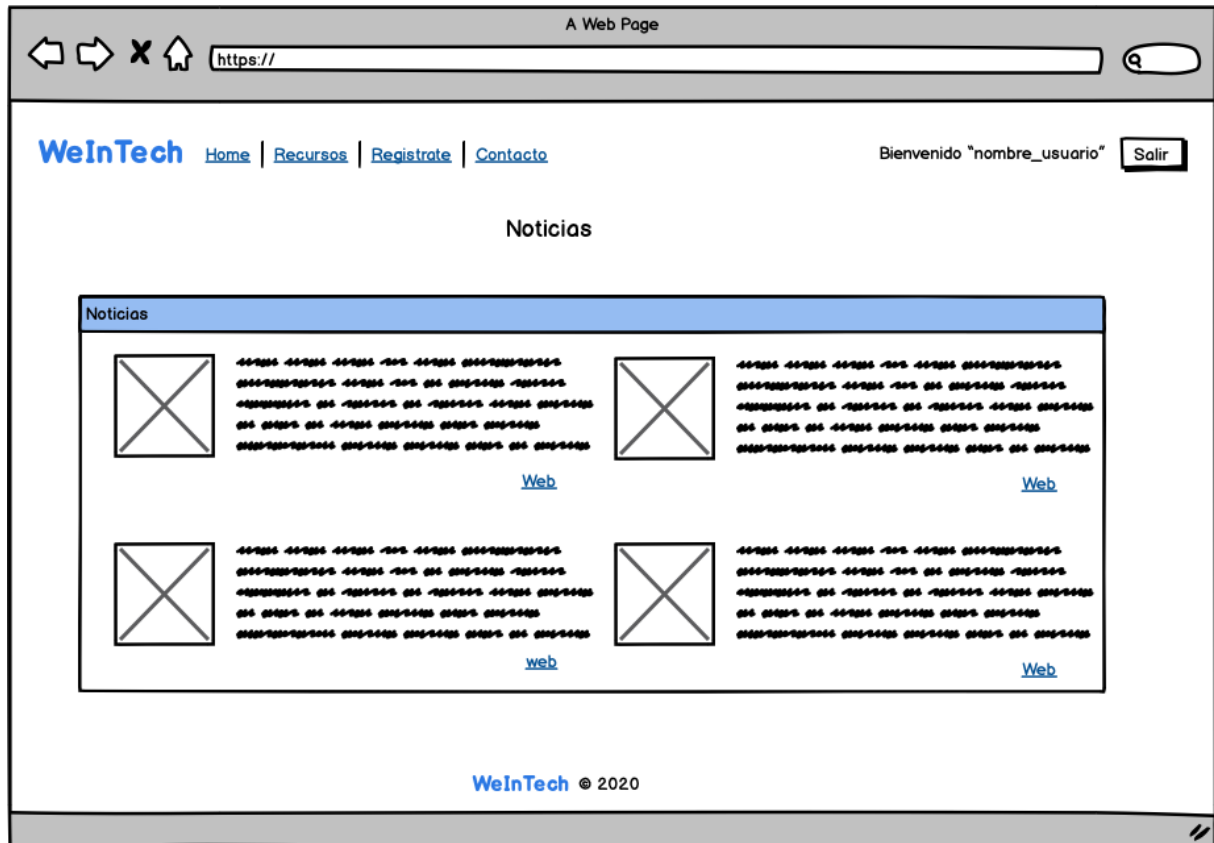 A Web Page
https://
WeInTech Home Recursos Registrate Contacto Bienvenido “nombre_usuario” Salir
Noticias
Noticias
Web
Web
web
Web
WeInTech © 2020